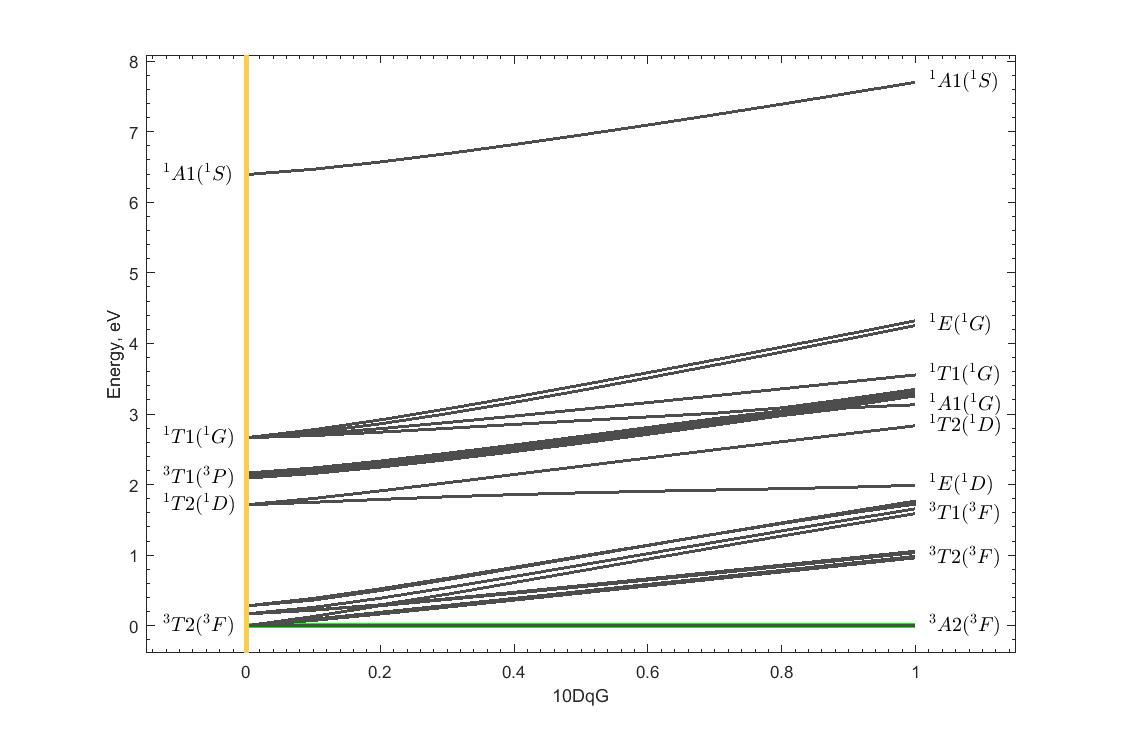 8
7
6
5
4
3
2
1
0
Energy, eV
¹A1(¹S)
¹T1(¹G)
³T1(³P)
¹T2(¹D)
³T2(³F)
¹A1(¹S)
¹E(¹G)
¹T1(¹G)
¹A1(¹G)
¹T2(¹D)
¹E(¹D)
³T1(³F)
³T2(³F)
³A2(³F)
0 0.2 0.4 0.6 0.8 1
10DqG